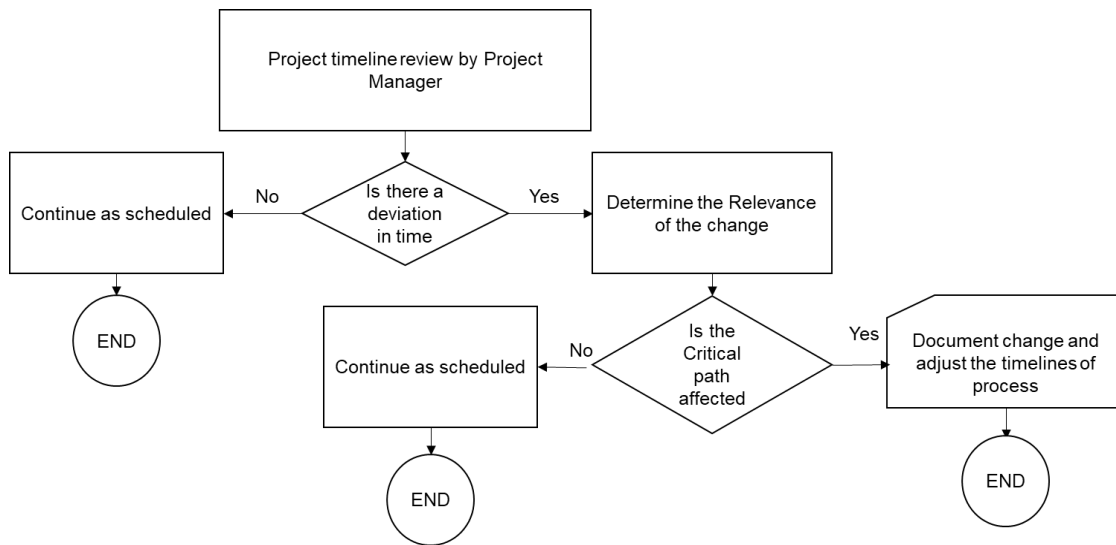 Project timeline review by Project
Manager
No
Is there a
deviation
in time
Yes
Continue as scheduled
Determine the Relevance
of the change
END
Continue as scheduled
No
Is the
Critical
path
affected
Yes
Document change and
adjust the timelines of
process
END
END